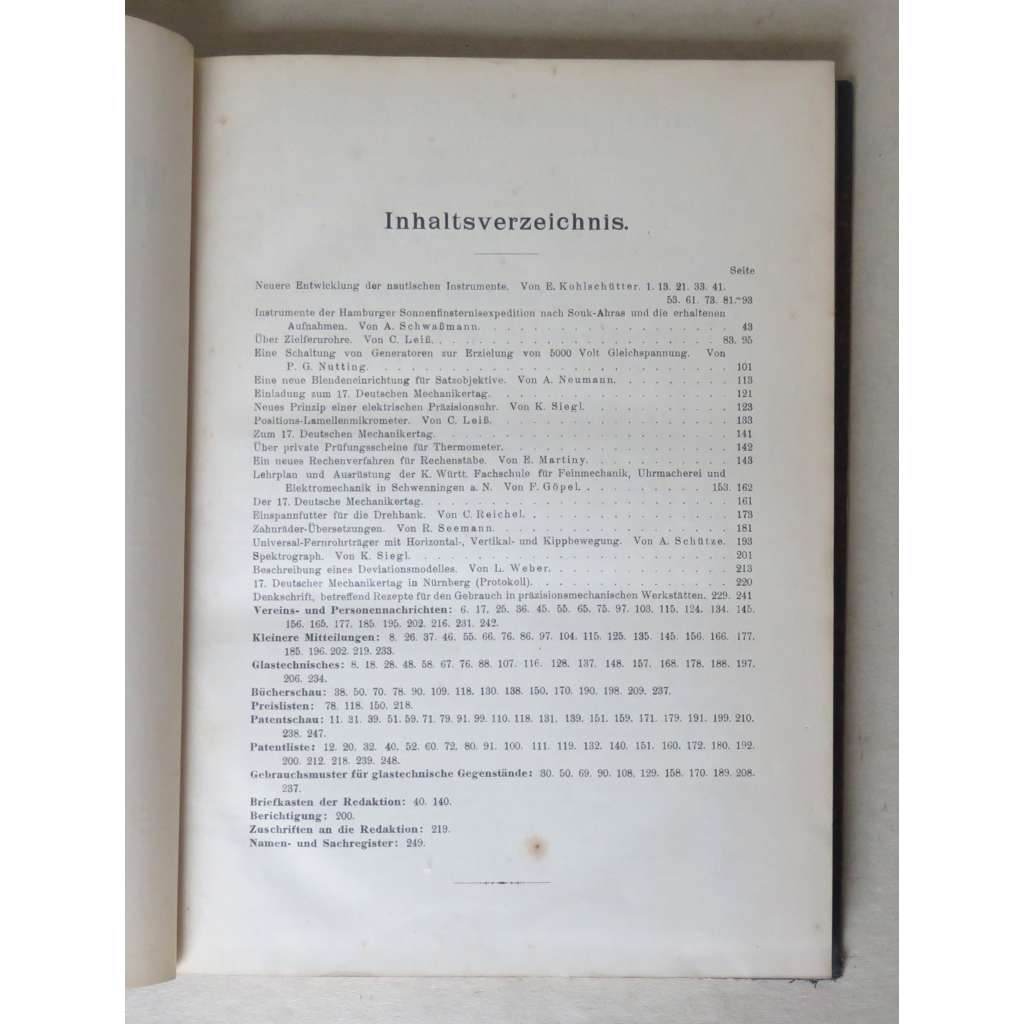 Inhaltsverzeichnis.
Seite
Neuere Entwicklung der nautischen Instrumente. Von E. Kohlschütter. 1. 13. 21. 33. 41.
53. 61. 73. 81. 93
Instrumente der Hamburger Sonnenfinsternisexpedition nach Souk-Ahras und die erhaltenen
Aufnahmen. Von A. Schwaßmann. 43
Über Zielfernrohre. Von C. Leiß. 83. 95
Eine Schaltung von Generatoren zur Erzielung von 5000 Volt Gleichspannung. Von
P. G. Nutting. 101
Eine neue Blendeneinrichtung für Satzobjektive. Von A. Neumann. 113
Einladung zum 17. Deutschen Mechanikertag. 121
Neues Prinzip einer elektrischen Präzisionsuhr. Von K. Siegl. 123
Positions-Lamellenmikrometer. Von C. Leiß. 133
Zum 17. Deutschen Mechanikertag. 141
Über private Prüfungsscheine für Thermometer. 142
Ein neues Rechenverfahren für Rechenstäbe. Von E. Martiny. 143
Lehrplan und Ausrüstung der K. Württ. Fachschule für Feinmechanik, Uhrmacherei und
Elektromechanik in Schwenningen a. N. Von F. Göpel. 153. 162
Der 17. Deutsche Mechanikertag. 161
Einspannfutter für die Drehbank. Von C. Reichel. 173
Zahnräder-Übersetzungen. Von R. Seemann. 181
Universal-Fernrohrträger mit Horizontal-, Vertikal- und Kippbewegung. Von A. Schütze. 193
Spektrograph. Von K. Siegl. 201
Beschreibung eines Deviationsmodelles. Von L. Weber. 213
17. Deutscher Mechanikertag in Nürnberg (Protokoll). 220
Denkschrift, betreffend Rezepte für den Gebrauch in präzisionsmechanischen Werkstätten. 229. 241
Vereins- und Personennachrichten: 6. 17. 25. 36. 45. 55. 65. 75. 97. 103. 115. 124. 134. 145.
156. 165. 177. 185. 195. 202. 216. 231. 242.
Kleinere Mitteilungen: 8. 26. 37. 46. 55. 66. 76. 86. 97. 104. 115. 125. 135. 145. 156. 166. 177.
185. 196. 202. 219. 233.
Glastechnisches: 8. 18. 28. 48. 58. 67. 76. 88. 107. 116. 128. 137. 148. 157. 168. 178. 188. 197.
206. 234.
Bücherschau: 38. 50. 70. 78. 90. 109. 118. 130. 138. 150. 170. 190. 198. 209. 237.
Preislisten: 78. 118. 150. 218.
Patentschau: 11. 31. 39. 51. 59. 71. 79. 91. 99. 110. 118. 131. 139. 151. 159. 171. 179. 191. 199. 210.
238. 247.
Patentliste: 12. 20. 32. 40. 52. 60. 72. 80. 91. 100. 111. 119. 132. 140. 151. 160. 172. 180. 192.
200. 212. 218. 239. 248.
Gebrauchsmuster für glastechnische Gegenstände: 30. 50. 69. 90. 108. 129. 158. 170. 189. 208.
237.
Briefkasten der Redaktion: 40. 140.
Berichtigung: 200.
Zuschriften an die Redaktion: 219.
Namen- und Sachregister: 249.